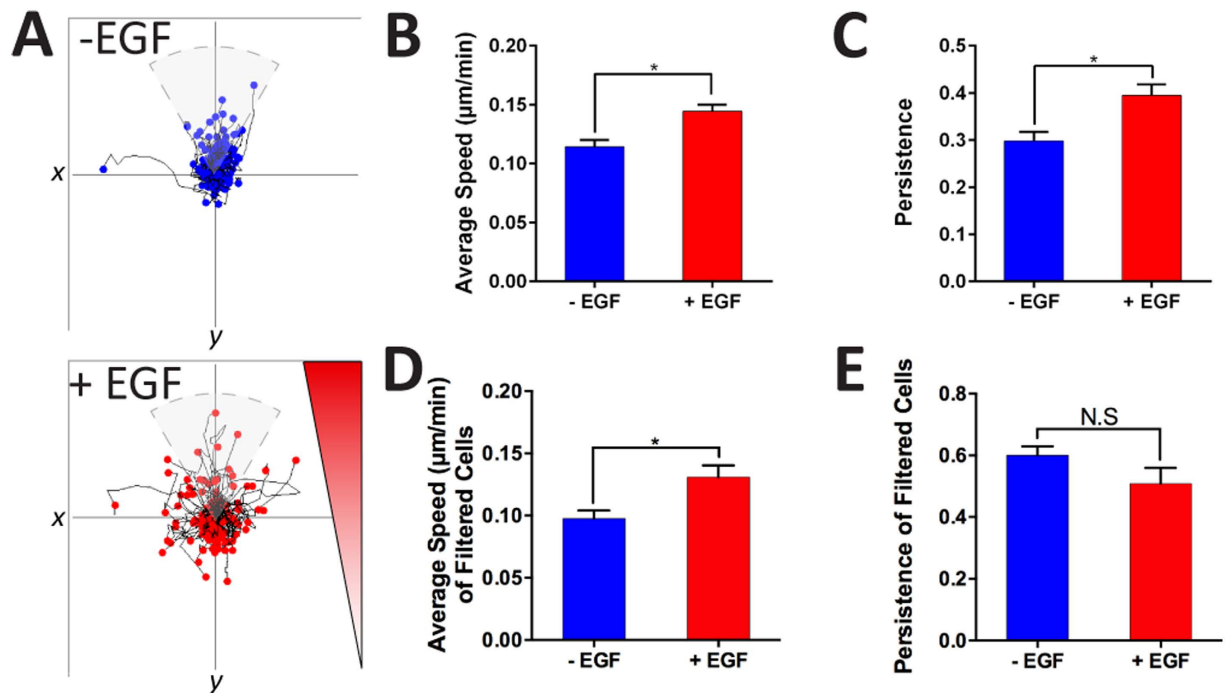 A
-EGF
x
y
+ EGF
x
y
B
Average Speed (µm/min)
0.20
0.15
0.10
0.05
0.00
*
- EGF
+ EGF
C
Persistence
0.5
0.4
0.3
0.2
0.1
0.0
*
- EGF
+ EGF
D
Average Speed (µm/min)
of Filtered Cells
0.20
0.15
0.10
0.05
0.00
*
- EGF
+ EGF
E
Persistence of Filtered Cells
0.8
0.6
0.4
0.2
0.0
N.S
- EGF
+ EGF